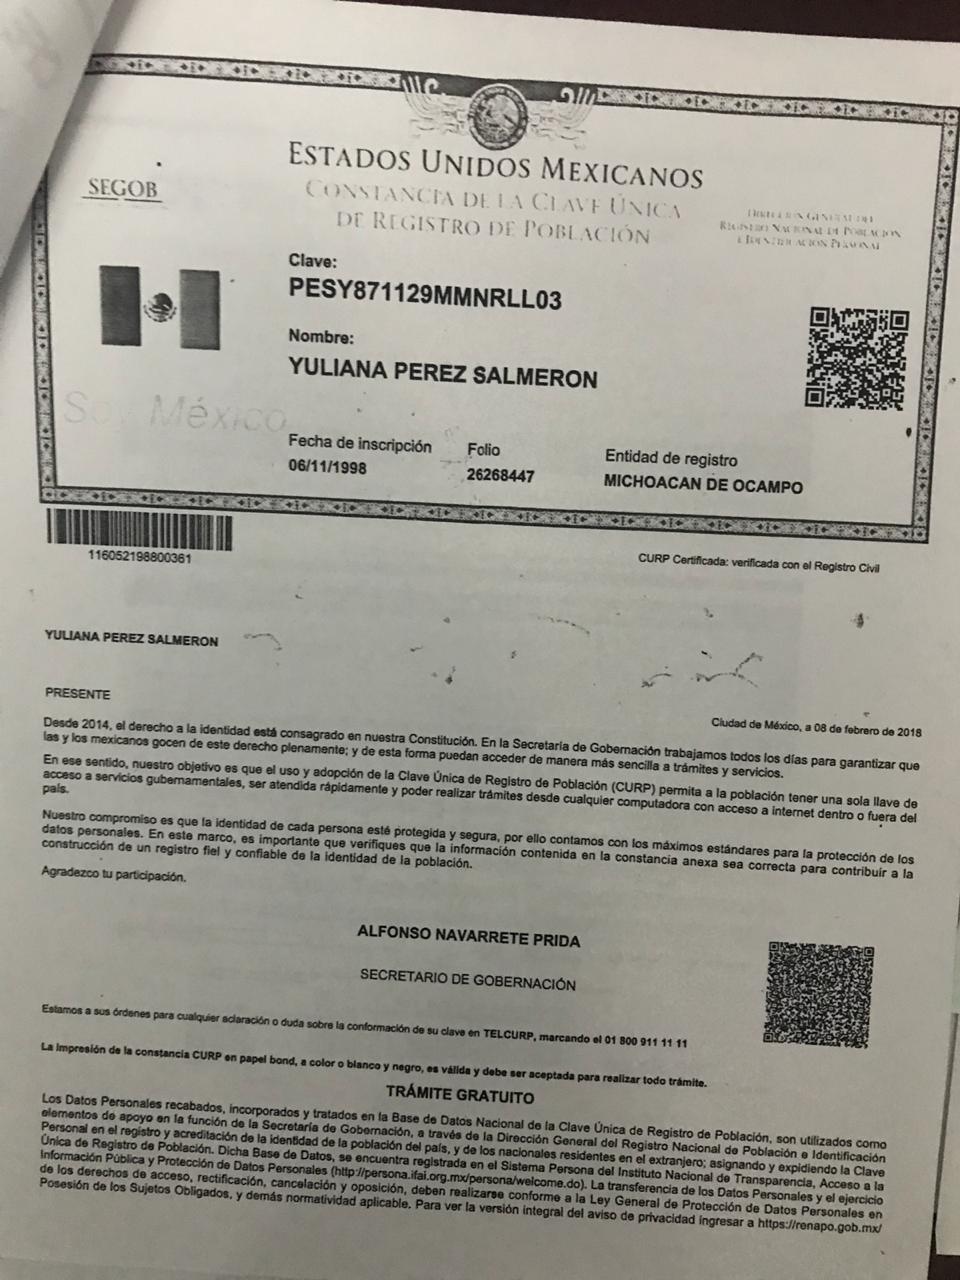 ESTADOS UNIDOS MEXICANOS
CONSTANCIA DE LA CLAVE ÚNICA
DE REGISTRO DE POBLACIÓN
SEGOB
DIRECCIÓN GENERAL DEL
REGISTRO NACIONAL DE POBLACIÓN
E IDENTIFICACIÓN PERSONAL
Clave:
PESY871129MMNRLL03
Nombre:
YULIANA PEREZ SALMERON
Soy México
Fecha de inscripción
06/11/1998
Folio
26268447
Entidad de registro
MICHOACAN DE OCAMPO
116052198800361
CURP Certificada: verificada con el Registro Civil
YULIANA PEREZ SALMERON
PRESENTE
Ciudad de México, a 08 de febrero de 2018
Desde 2014, el derecho a la identidad está consagrado en nuestra Constitución. En la Secretaría de Gobernación trabajamos todos los días para garantizar que
las y los mexicanos gocen de este derecho plenamente; y de esta forma puedan acceder de manera más sencilla a trámites y servicios.
En ese sentido, nuestro objetivo es que el uso y adopción de la Clave Única de Registro de Población (CURP) permita a la población tener una sola llave de
acceso a servicios gubernamentales, ser atendida rápidamente y poder realizar trámites desde cualquier computadora con acceso a internet dentro o fuera del
país.
Nuestro compromiso es que la identidad de cada persona esté protegida y segura, por ello contamos con los máximos estándares para la protección de los
datos personales. En este marco, es importante que verifiques que la información contenida en la constancia anexa sea correcta para contribuir a la
construcción de un registro fiel y confiable de la identidad de la población.
Agradezco tu participación.
ALFONSO NAVARRETE PRIDA
SECRETARIO DE GOBERNACIÓN
Estamos a sus órdenes para cualquier aclaración o duda sobre la conformación de su clave en TELCURP, marcando el 01 800 911 11 11
La impresión de la constancia CURP en papel bond, a color o blanco y negro, es válida y debe ser aceptada para realizar todo trámite.
TRÁMITE GRATUITO
Los Datos Personales recabados, incorporados y tratados en la Base de Datos Nacional de la Clave Única de Registro de Población, son utilizados como
elementos de apoyo en la función de la Secretaría de Gobernación, a través de la Dirección General del Registro Nacional de Población e Identificación
Personal en el registro y acreditación de la identidad de la población del país, y de los nacionales residentes en el extranjero; asignando y expidiendo la Clave
Única de Registro de Población. Dicha Base de Datos, se encuentra registrada en el Sistema Persona del Instituto Nacional de Transparencia, Acceso a la
Información Pública y Protección de Datos Personales (http://persona.ifai.org.mx/persona/welcome.do). La transferencia de los Datos Personales y el ejercicio
de los derechos de acceso, rectificación, cancelación y oposición, deben realizarse conforme a la Ley General de Protección de Datos Personales en
Posesión de los Sujetos Obligados, y demás normatividad aplicable. Para ver la versión integral del aviso de privacidad ingresar a https://renapo.gob.mx/